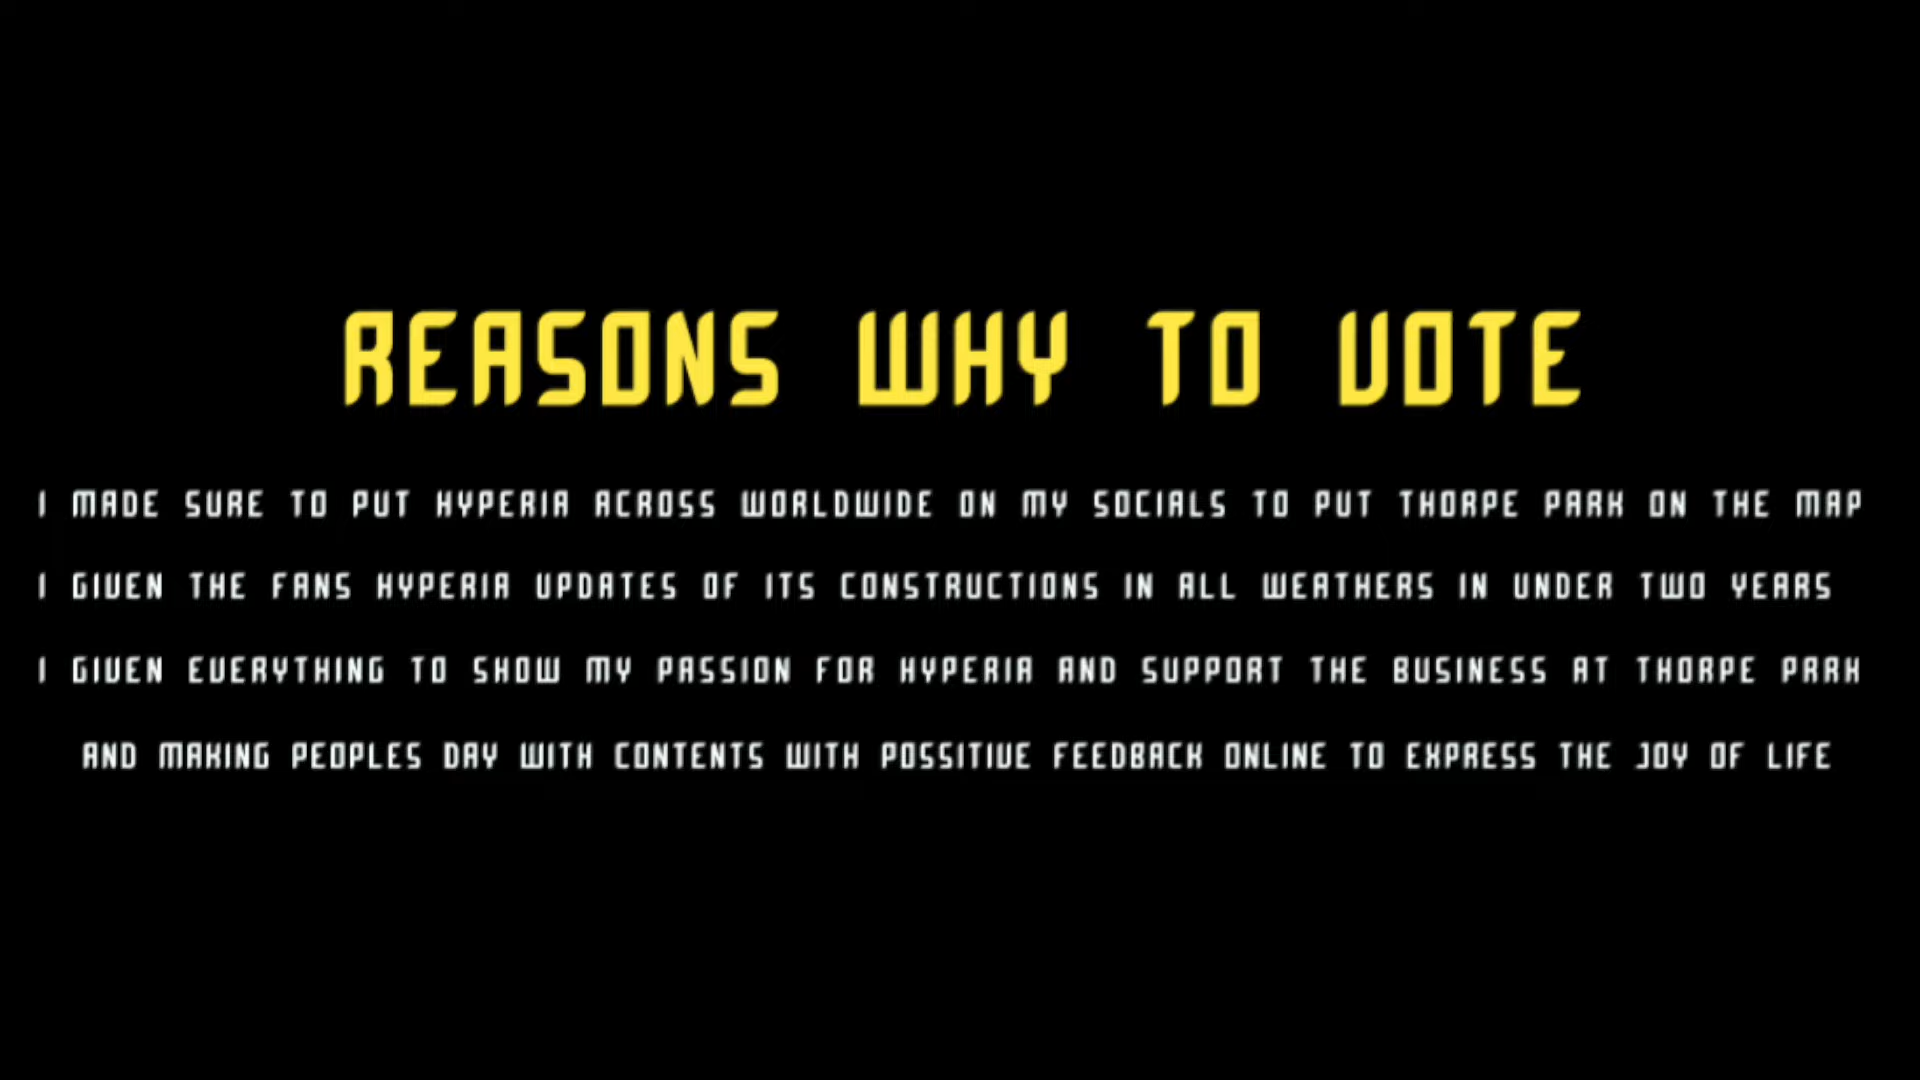 REASONS WHY TO VOTE
I MADE SURE TO PUT HYPERIA ACROSS WORLDWIDE ON MY SOCIALS TO PUT THORPE PARK ON THE MAP
I GIVEN THE FANS HYPERIA UPDATES OF ITS CONSTRUCTIONS IN ALL WEATHERS IN UNDER TWO YEARS
I GIVEN EVERYTHING TO SHOW MY PASSION FOR HYPERIA AND SUPPORT THE BUSINESS AT THORPE PARK
AND MAKING PEOPLES DAY WITH CONTENTS WITH POSSITIVE FEEDBACK ONLINE TO EXPRESS THE JOY OF LIFE